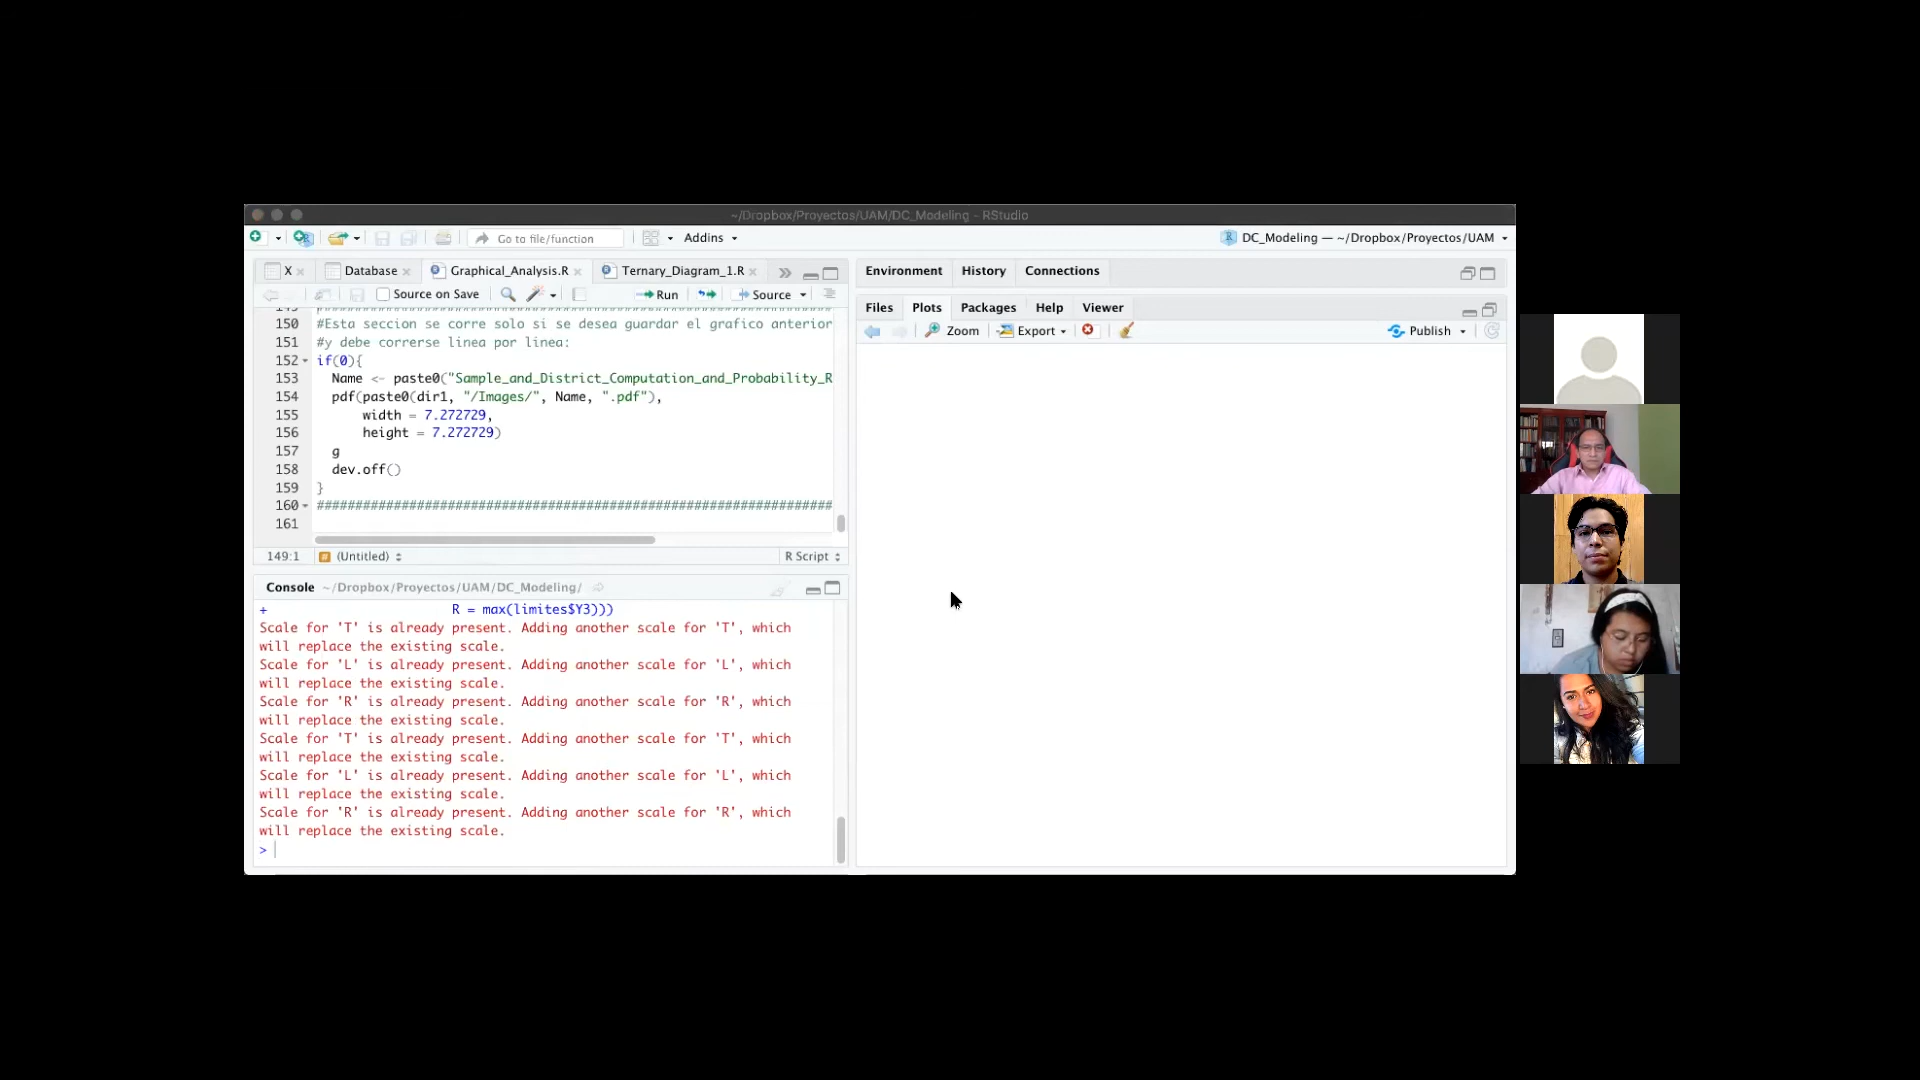 ~/Dropbox/Proyectos/UAM/DC_Modeling - RStudio
Go to file/function
Addins
DC_Modeling — ~/Dropbox/Proyectos/UAM
X
Database
Graphical_Analysis.R
Ternary_Diagram_1.R
Source on Save
Run
Source
150 #Esta seccion se corre solo si se desea guardar el grafico anterior
151 #y debe correrse linea por linea:
152 if(0){
153 Name <- paste0("Sample_and_District_Computation_and_Probability_R
154 pdf(paste0(dir1, "/Images/", Name, ".pdf"),
155 width = 7.272729,
156 height = 7.272729)
157 g
158 dev.off()
159 }
160 ###################################################################
161
149:1
(Untitled)
R Script
Console ~/Dropbox/Proyectos/UAM/DC_Modeling/
+ R = max(limites$Y3)))
Scale for 'T' is already present. Adding another scale for 'T', which
will replace the existing scale.
Scale for 'L' is already present. Adding another scale for 'L', which
will replace the existing scale.
Scale for 'R' is already present. Adding another scale for 'R', which
will replace the existing scale.
Scale for 'T' is already present. Adding another scale for 'T', which
will replace the existing scale.
Scale for 'L' is already present. Adding another scale for 'L', which
will replace the existing scale.
Scale for 'R' is already present. Adding another scale for 'R', which
will replace the existing scale.
>
Environment
History
Connections
Files
Plots
Packages
Help
Viewer
Zoom
Export
Publish